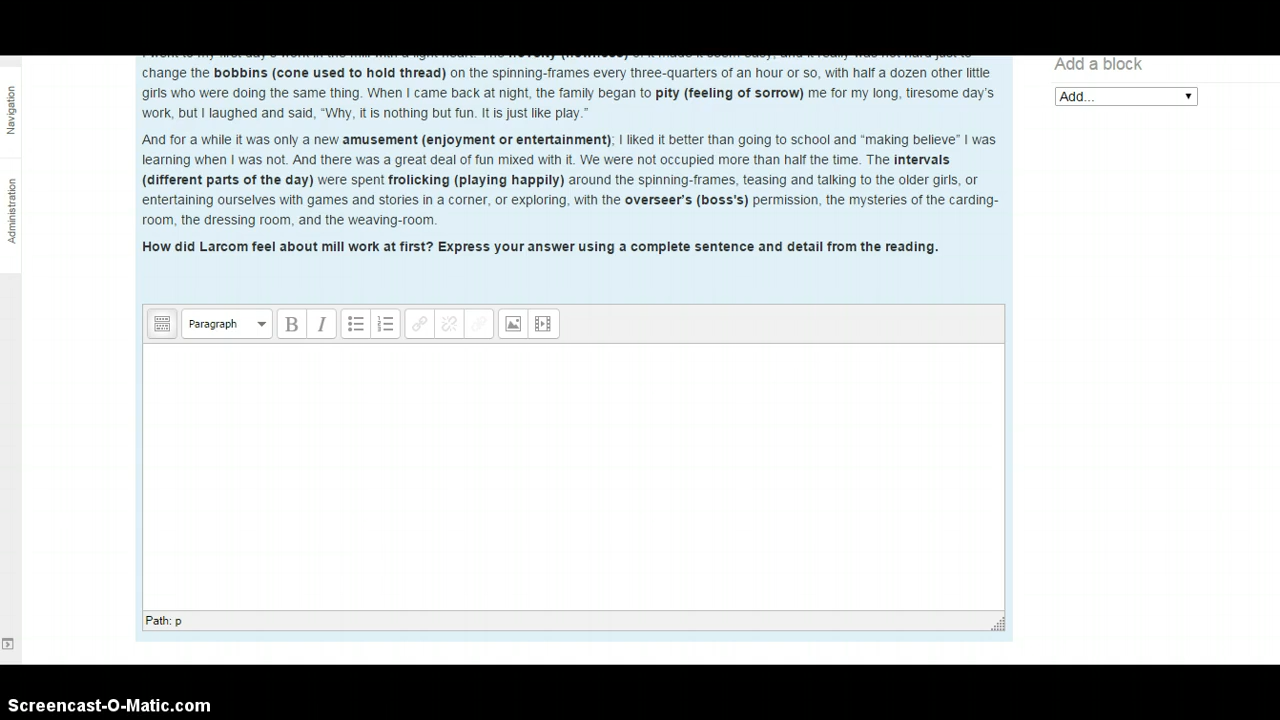 Add a block
change the bobbins (cone used to hold thread) on the spinning-frames every three-quarters of an hour or so, with half a dozen other little
Add...
girls who were doing the same thing. When I came back at night, the family began to pity (feeling of sorrow) me for my long, tiresome day's
work, but I laughed and said, “Why, it is nothing but fun. It is just like play.”
And for a while it was only a new amusement (enjoyment or entertainment); I liked it better than going to school and “making believe” I was
learning when I was not. And there was a great deal of fun mixed with it. We were not occupied more than half the time. The intervals
(different parts of the day) were spent frolicking (playing happily) around the spinning-frames, teasing and talking to the older girls, or
entertaining ourselves with games and stories in a corner, or exploring, with the overseer's (boss's) permission, the mysteries of the carding-
room, the dressing room, and the weaving-room.
How did Larcom feel about mill work at first? Express your answer using a complete sentence and detail from the reading.
Navigation
Administration
Paragraph
B I
Path: p
Screencast-O-Matic.com